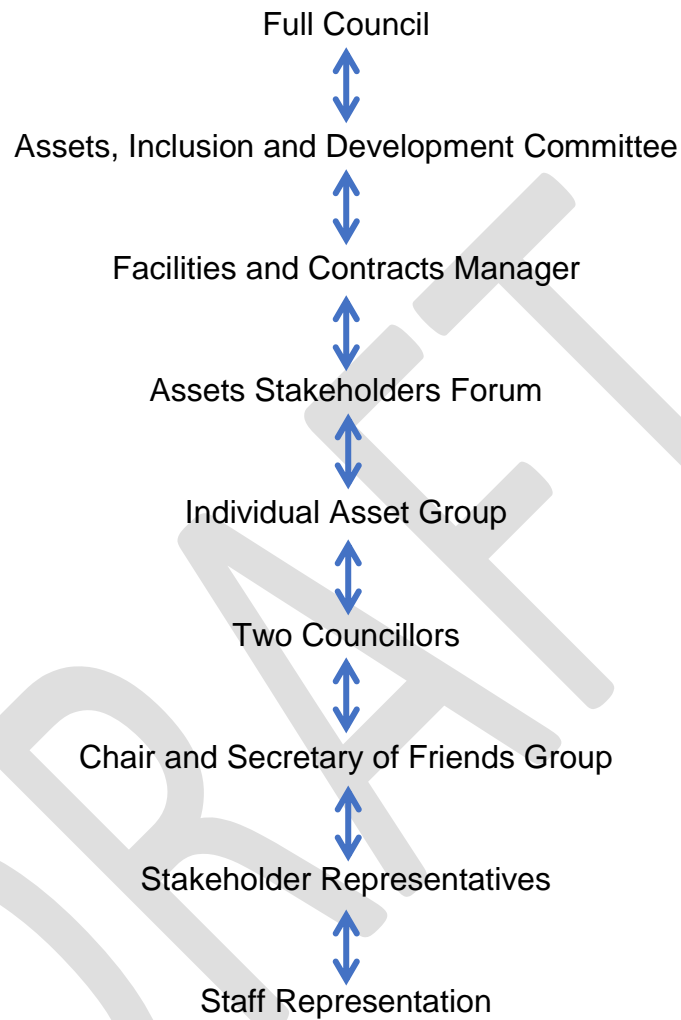 Full Council
Assets, Inclusion and Development Committee
Facilities and Contracts Manager
Assets Stakeholders Forum
Individual Asset Group
Two Councillors
Chair and Secretary of Friends Group
Stakeholder Representatives
Staff Representation
DRAFT